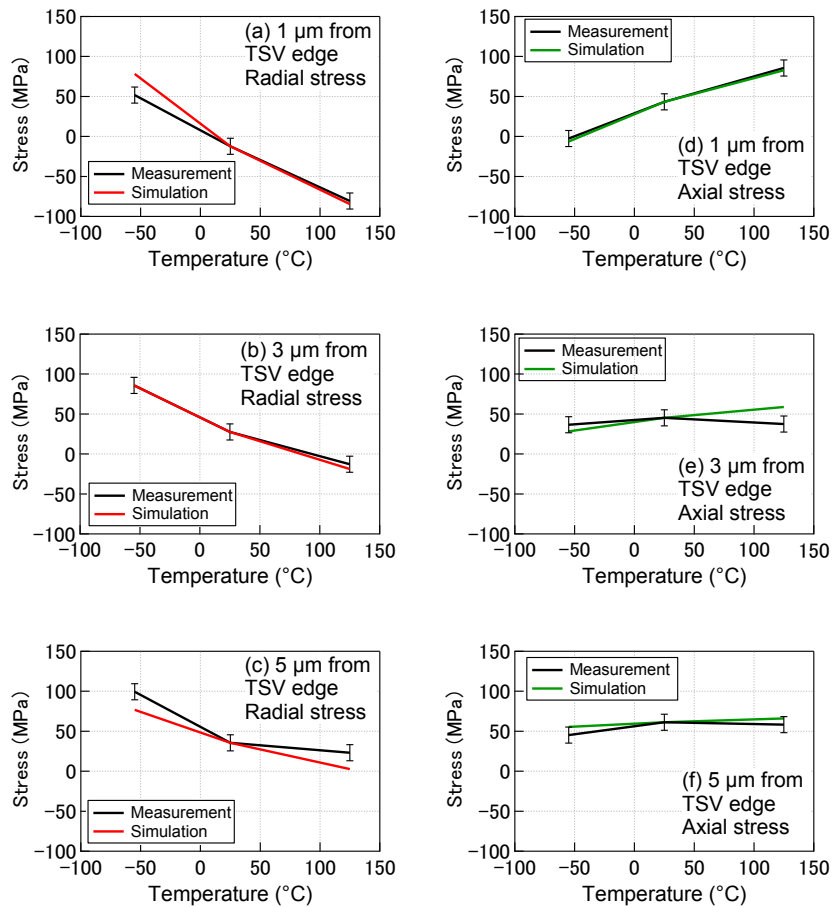 150
100
50
0
−50
−100
−100
−50
0
50
100
150
Stress (MPa)
Temperature (°C)
(a) 1 µm from
TSV edge
Radial stress
Measurement
Simulation
150
100
50
0
−50
−100
−100
−50
0
50
100
150
Stress (MPa)
Temperature (°C)
Measurement
Simulation
(d) 1 µm from
TSV edge
Axial stress
150
100
50
0
−50
−100
−100
−50
0
50
100
150
Stress (MPa)
Temperature (°C)
(b) 3 µm from
TSV edge
Radial stress
Measurement
Simulation
150
100
50
0
−50
−100
−100
−50
0
50
100
150
Stress (MPa)
Temperature (°C)
Measurement
Simulation
(e) 3 µm from
TSV edge
Axial stress
150
100
50
0
−50
−100
−100
−50
0
50
100
150
Stress (MPa)
Temperature (°C)
(c) 5 µm from
TSV edge
Radial stress
Measurement
Simulation
150
100
50
0
−50
−100
−100
−50
0
50
100
150
Stress (MPa)
Temperature (°C)
Measurement
Simulation
(f) 5 µm from
TSV edge
Axial stress